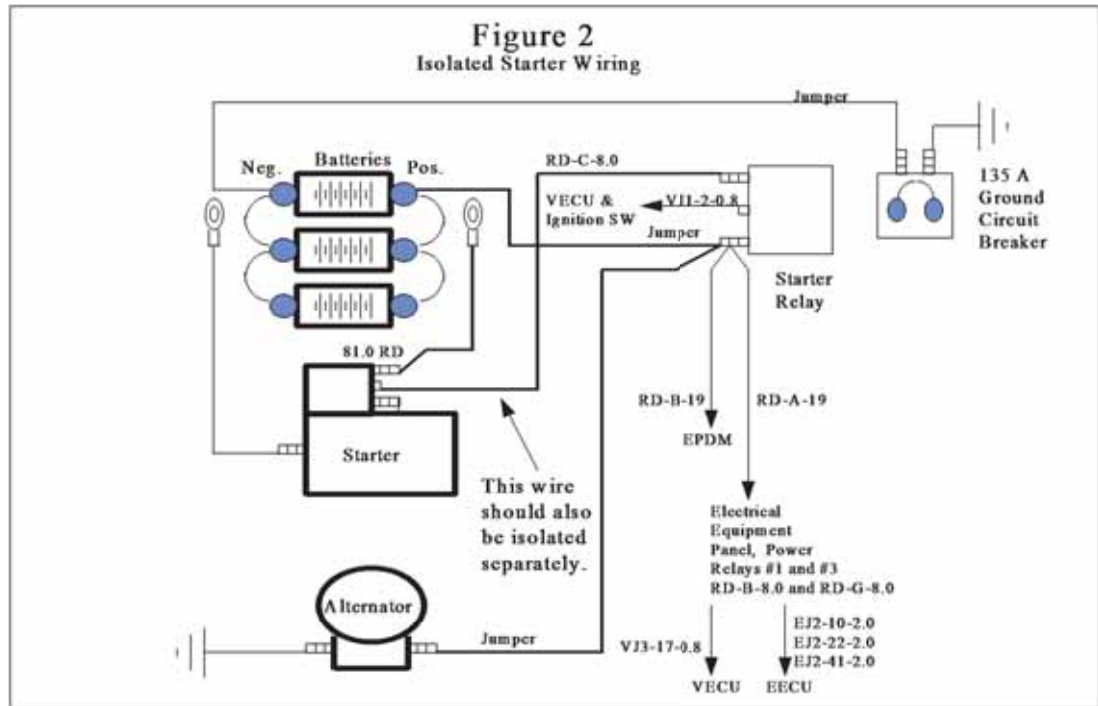 Figure 2
Isolated Starter Wiring
Jumper
Neg.
Batteries
Pos.
RD-C-8.0
VECU &
Ignition SW
VJ1-2-0.8
Jumper
135 A
Ground
Circuit
Breaker
Starter
Relay
81.0 RD
Starter
RD-B-19
RD-A-19
EPDM
This wire
should also
be isolated
separately.
Electrical
Equipment
Panel, Power
Relays #1 and #3
RD-B-8.0 and RD-G-8.0
Alternator
Jumper
VJ3-17-0.8
EJ2-10-2.0
EJ2-22-2.0
EJ2-41-2.0
VECU
EECU